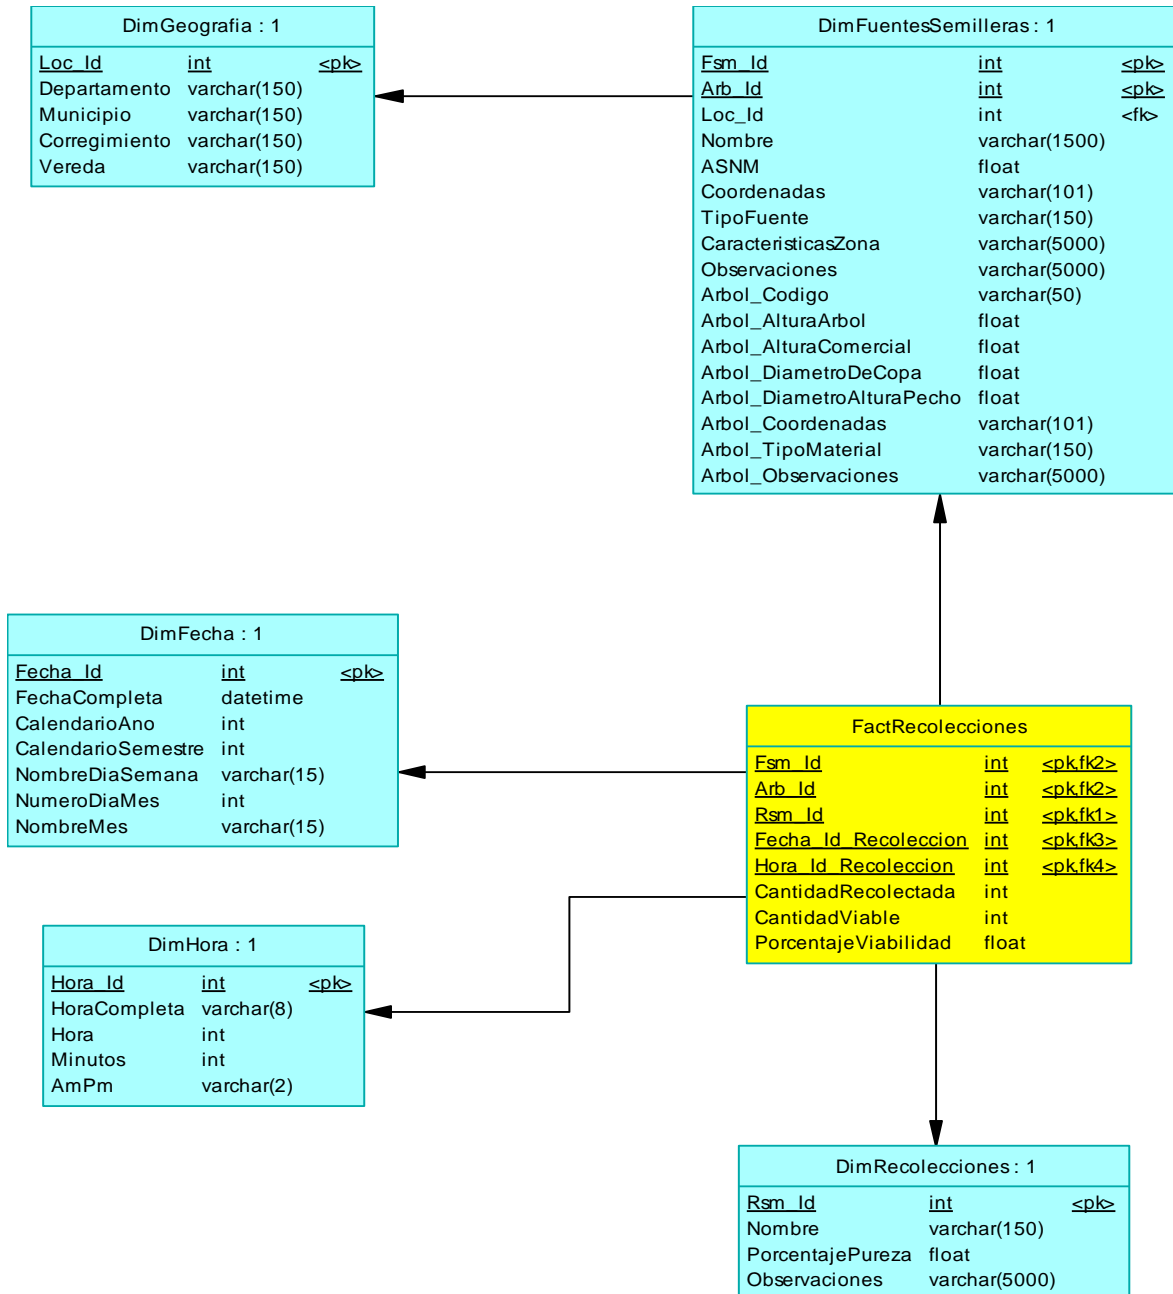 DimGeografia : 1
Loc_Id int <pk>
Departamento varchar(150)
Municipio varchar(150)
Corregimiento varchar(150)
Vereda varchar(150)
DimFuentesSemilleras : 1
Fsm_Id int <pk>
Arb_Id int <pk>
Loc_Id int <fk>
Nombre varchar(1500)
ASNM float
Coordenadas varchar(101)
TipoFuente varchar(150)
CaracteristicasZona varchar(5000)
Observaciones varchar(5000)
Arbol_Codigo varchar(50)
Arbol_AlturaArbol float
Arbol_AlturaComercial float
Arbol_DiametroDeCopa float
Arbol_DiametroAlturaPecho float
Arbol_Coordenadas varchar(101)
Arbol_TipoMaterial varchar(150)
Arbol_Observaciones varchar(5000)
DimFecha : 1
Fecha_Id int <pk>
FechaCompleta datetime
CalendarioAno int
CalendarioSemestre int
NombreDiaSemana varchar(15)
NumeroDiaMes int
NombreMes varchar(15)
FactRecolecciones
Fsm_Id int <pk,fk2>
Arb_Id int <pk,fk2>
Rsm_Id int <pk,fk1>
Fecha_Id_Recoleccion int <pk,fk3>
Hora_Id_Recoleccion int <pk,fk4>
CantidadRecolectada int
CantidadViable int
PorcentajeViabilidad float
DimHora : 1
Hora_Id int <pk>
HoraCompleta varchar(8)
Hora int
Minutos int
AmPm varchar(2)
DimRecolecciones : 1
Rsm_Id int <pk>
Nombre varchar(150)
PorcentajePureza float
Observaciones varchar(5000)